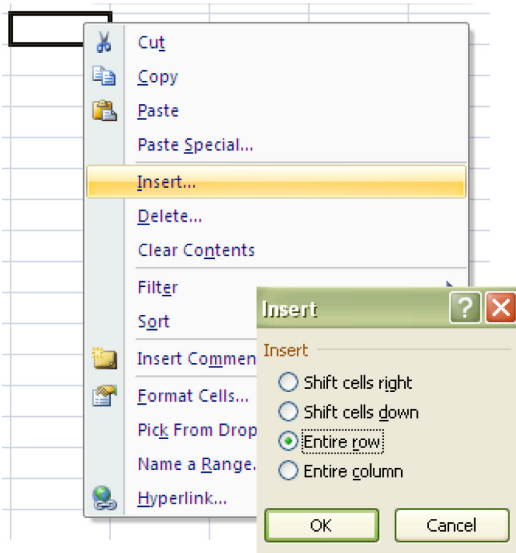 Cut
Copy
Paste
Paste Special...
Insert...
Delete...
Clear Contents
Filter
Sort
Insert Commen
Format Cells...
Pick From Drop
Name a Range.
Hyperlink...
Insert
Insert
Shift cells right
Shift cells down
Entire row
Entire column
OK
Cancel